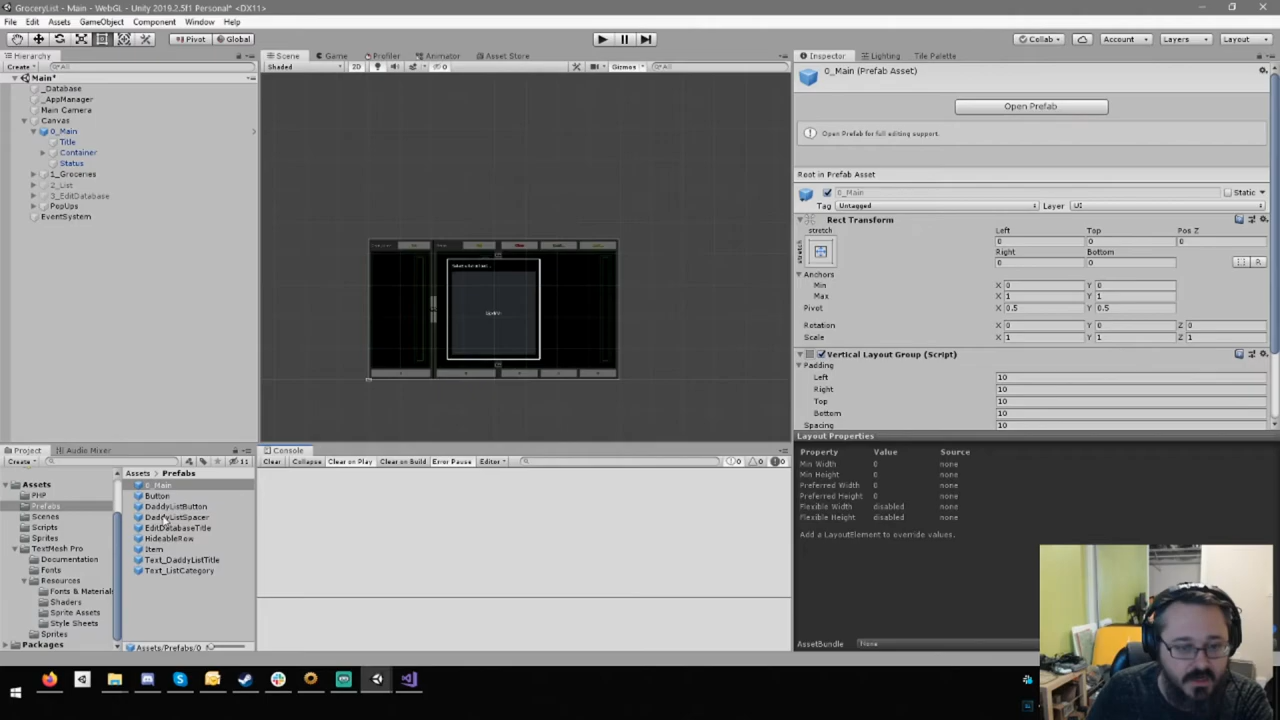 GroceryList - Main - WebGL - Unity 2019.2.5f1 Personal* <DX11>
File Edit Assets GameObject Component Window Help
Pivot Global Collab Account Layers Layout
Hierarchy
Create All
Main*
_Database
_AppManager
Main Camera
Canvas
0_Main
Title
Container
Status
1_Groceries
2_List
3_EditDatabase
PopUps
EventSystem
Scene Game Profiler Animator Asset Store
Shaded 2D Gizmos All
Inspector Lighting Tile Palette
0_Main (Prefab Asset)
Open Prefab
Open Prefab for full editing support.
Root in Prefab Asset
0_Main Static
Tag Untagged Layer UI
Rect Transform
stretch Left Top Pos Z
stretch 0 0 0
Right Bottom
0 0 R
Anchors
Min X 0 Y 0
Max X 1 Y 1
Pivot X 0.5 Y 0.5
Rotation X 0 Y 0 Z 0
Scale X 1 Y 1 Z 1
Vertical Layout Group (Script)
Padding
Left 10
Right 10
Top 10
Bottom 10
Spacing 10
Layout Properties
Property Value Source
Min Width 0 none
Min Height 0 none
Preferred Width 0 none
Preferred Height 0 none
Flexible Width disabled none
Flexible Height disabled none
Add a LayoutElement to override values.
AssetBundle None
Project Audio Mixer
Create 11
Assets
PHP
Prefabs
Scenes
Scripts
Sprites
TextMesh Pro
Documentation
Fonts
Resources
Fonts & Materials
Shaders
Sprite Assets
Style Sheets
Sprites
Packages
Assets Prefabs
0_Main
Button
DaddyListButton
DaddyListSpacer
EditDatabaseTitle
HideableRow
Item
Text_DaddyListTitle
Text_ListCategory
Assets/Prefabs/0
Console
Clear Collapse Clear on Play Clear on Build Error Pause Editor 0 0 0